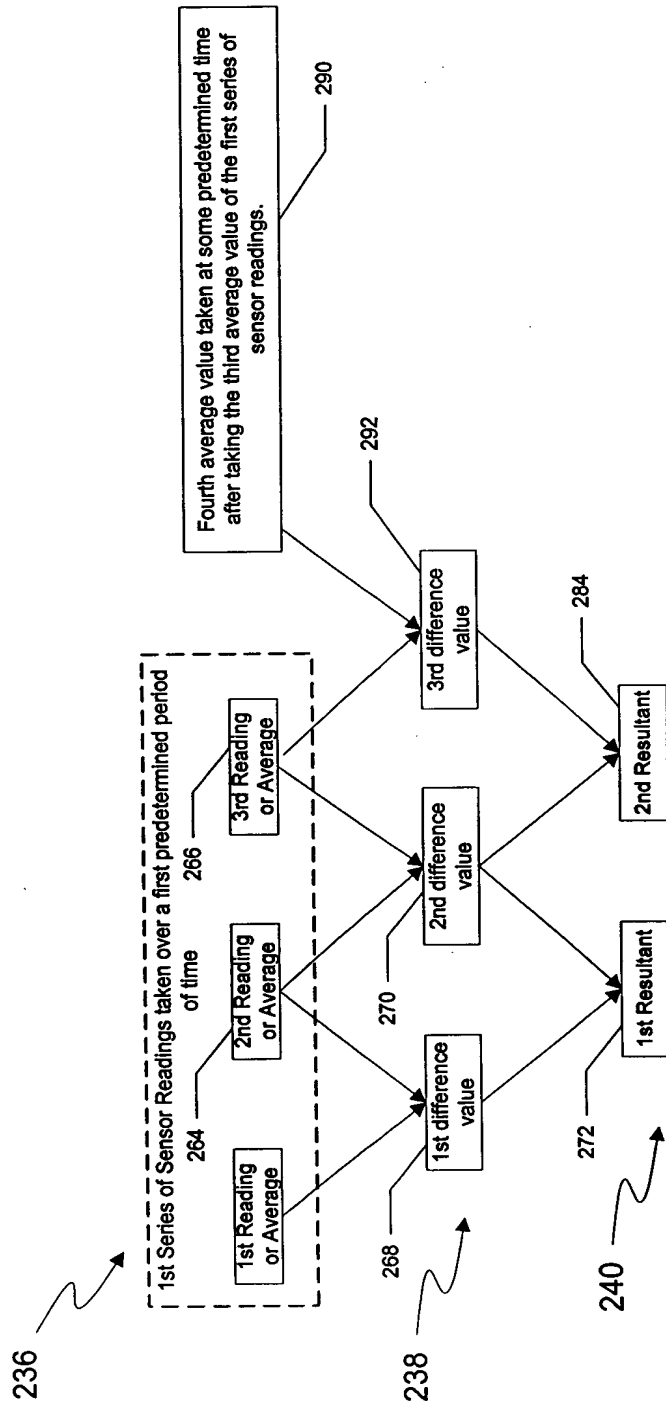 236
1st Series of Sensor Readings taken over a first predetermined period
of time
264
266
1st Reading
or Average
2nd Reading
or Average
3rd Reading
or Average
Fourth average value taken at some predetermined time
after taking the third average value of the first series of
sensor readings.
290
238
268
1st difference
value
270
2nd difference
value
292
3rd difference
value
240
272
1st Resultant
284
2nd Resultant